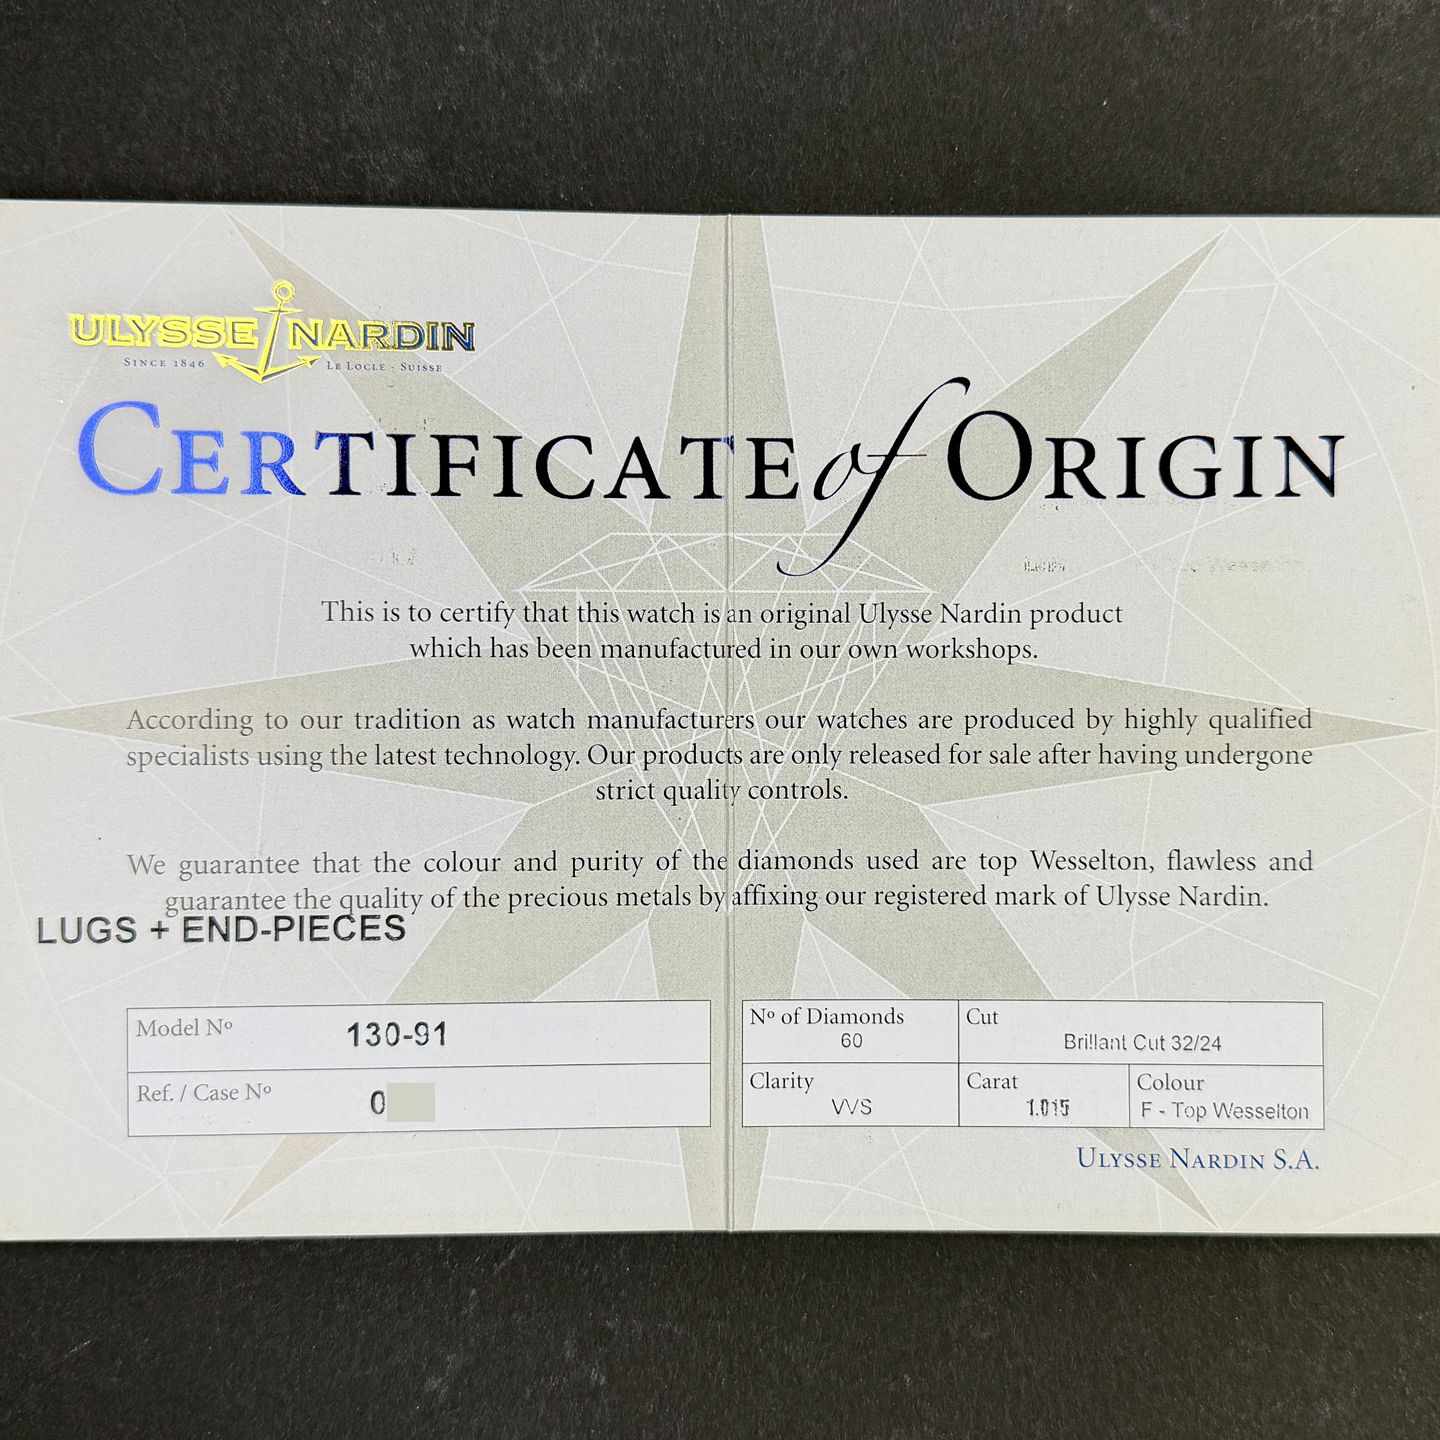 ULYSSE NARDIN
SINCE 1846 LE LOCLE - SUISSE
CERTIFICATE of ORIGIN
This is to certify that this watch is an original Ulysse Nardin product
which has been manufactured in our own workshops.
According to our tradition as watch manufacturers our watches are produced by highly qualified
specialists using the latest technology. Our products are only released for sale after having undergone
strict quality controls.
We guarantee that the colour and purity of the diamonds used are top Wesselton, flawless and
guarantee the quality of the precious metals by affixing our registered mark of Ulysse Nardin.
LUGS + END-PIECES
Model Nº 130-91
Ref. / Case Nº 0
Nº of Diamonds
60
Cut
Brillant Cut 32/24
Clarity
VVS
Carat
1.015
Colour
F - Top Wesselton
ULYSSE NARDIN S.A.